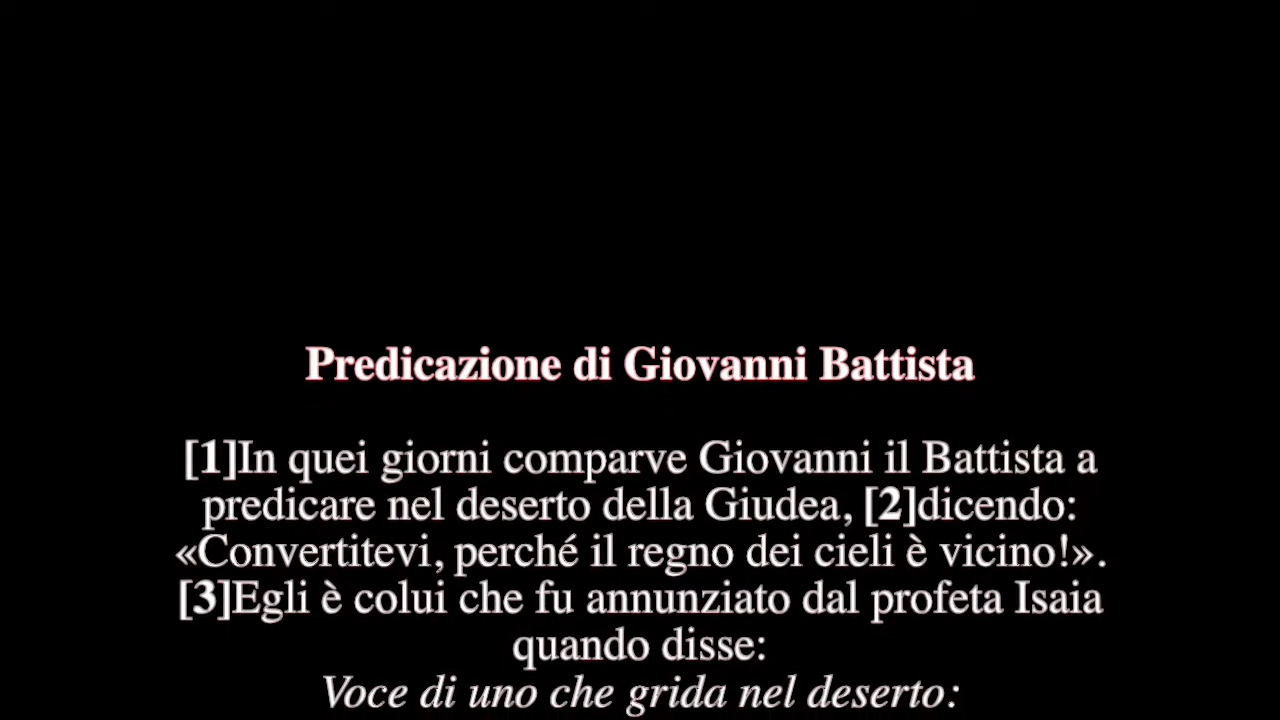 Predicazione di Giovanni Battista
[1]In quei giorni comparve Giovanni il Battista a
predicare nel deserto della Giudea, [2]dicendo:
«Convertitevi, perché il regno dei cieli è vicino!».
[3]Egli è colui che fu annunziato dal profeta Isaia
quando disse:
Voce di uno che grida nel deserto: